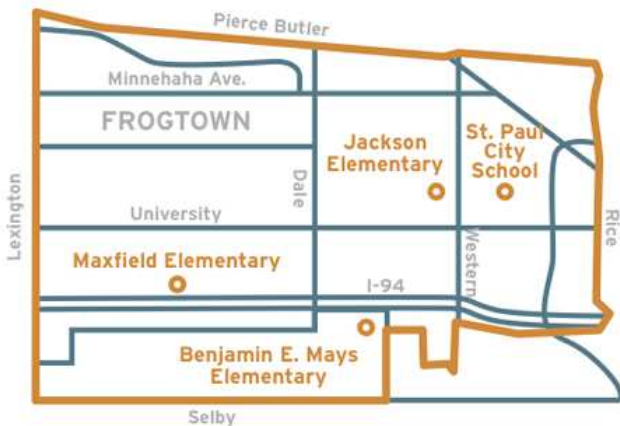 Pierce Butler
Minnehaha Ave.
FROGTOWN
Jackson
Elementary
St. Paul
City
School
Lexington
Dale
University
Western
Rice
Maxfield Elementary
I-94
Benjamin E. Mays
Elementary
Selby